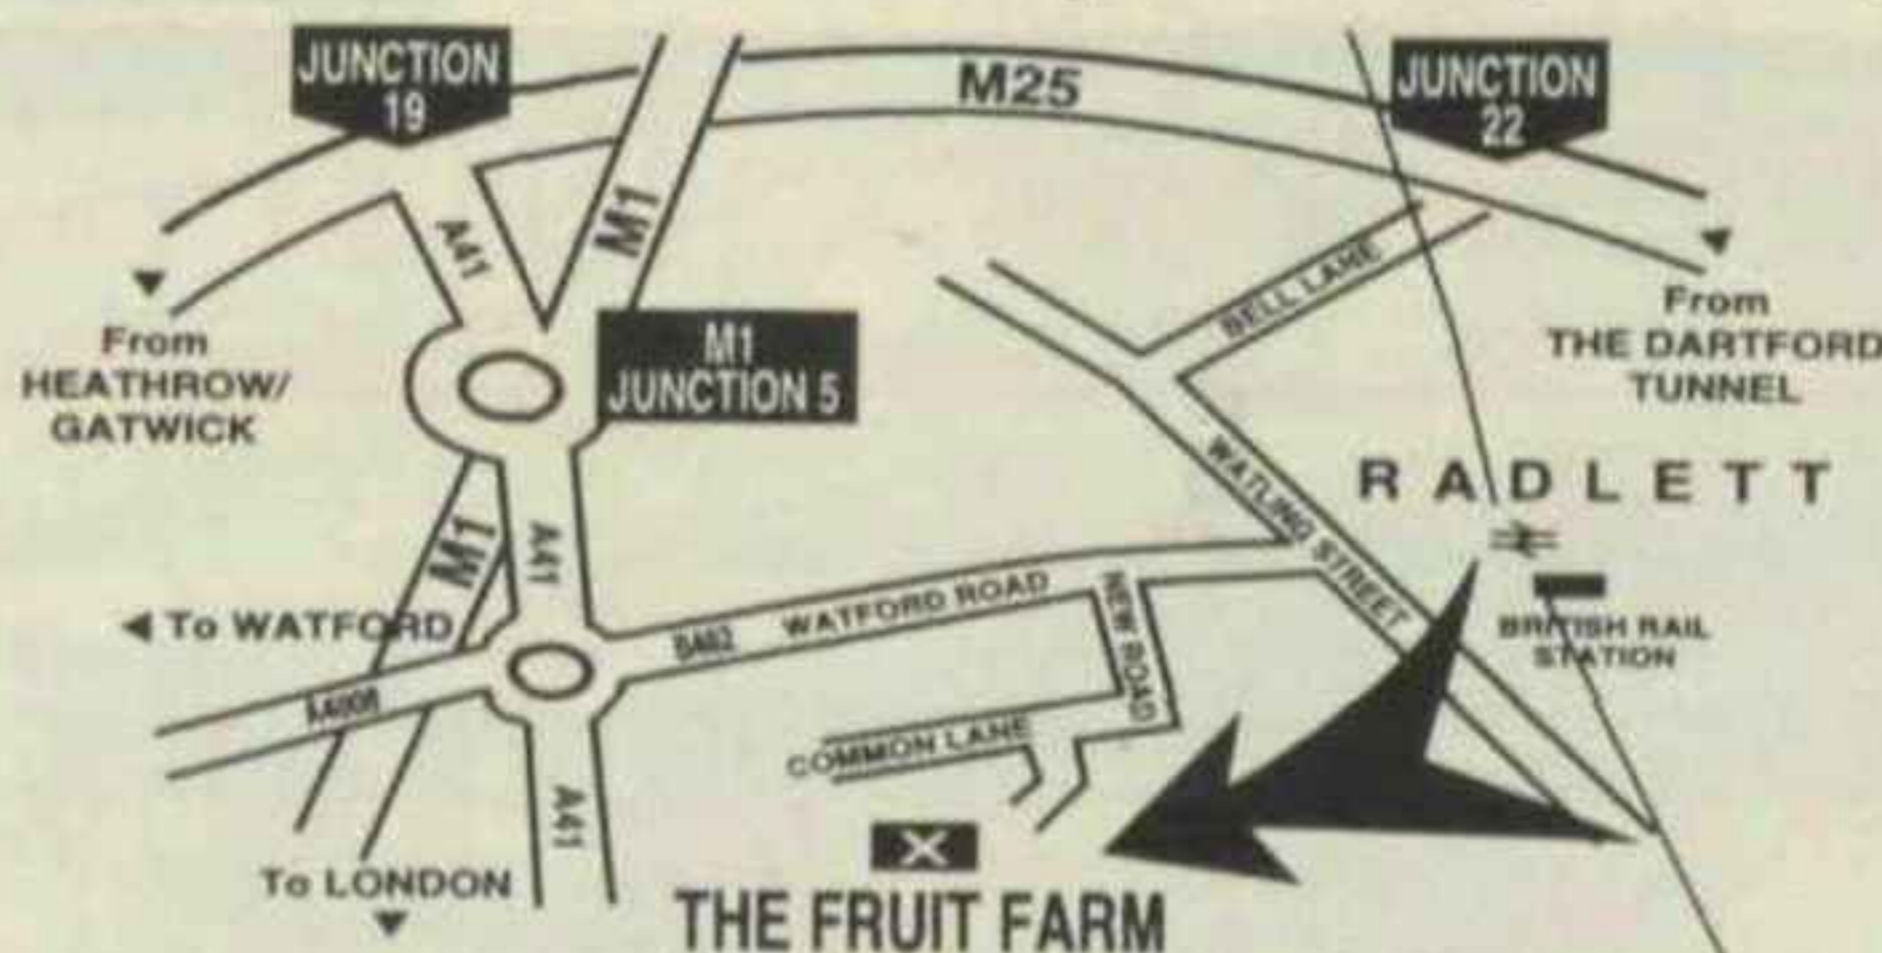 JUNCTION
19
M25
JUNCTION
22
A41
M1
BELL LANE
From
HEATHROW/
GATWICK
M1
JUNCTION 5
From
THE DARTFORD
TUNNEL
WATLING STREET
RADLETT
M1
A41
To WATFORD
B462 WATFORD ROAD
NEW ROAD
BRITISH RAIL
STATION
A4008
COMMON LANE
A41
X
To LONDON
THE FRUIT FARM